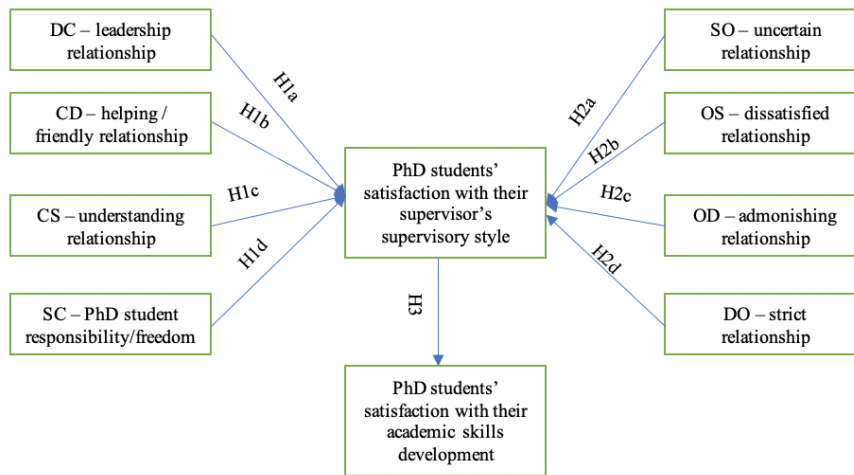 DC – leadership
relationship
H1a
CD – helping /
friendly relationship
H1b
CS – understanding
relationship
H1c
SC – PhD student
responsibility/freedom
H1d
PhD students’
satisfaction with their
supervisor’s
supervisory style
SO – uncertain
relationship
H2a
OS – dissatisfied
relationship
H2b
OD – admonishing
relationship
H2c
DO – strict
relationship
H2d
H3
PhD students’
satisfaction with their
academic skills
development